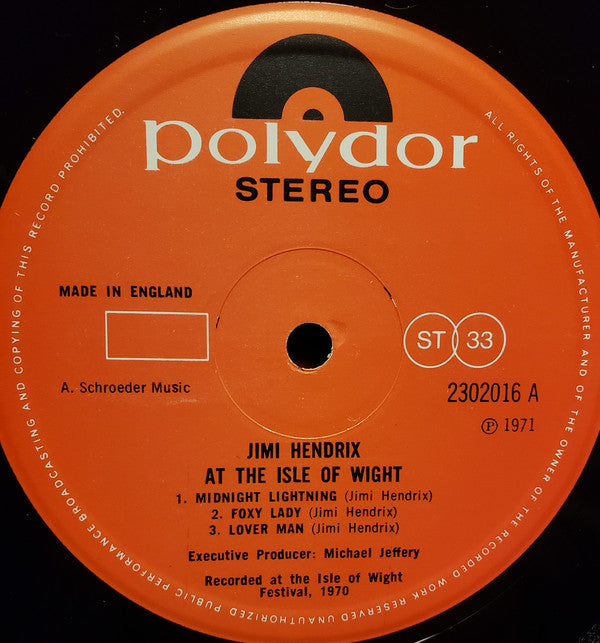 polydor
STEREO
MADE IN ENGLAND
ST 33
A. Schroeder Music
2302016 A
℗ 1971
JIMI HENDRIX
AT THE ISLE OF WIGHT
1. MIDNIGHT LIGHTNING (Jimi Hendrix)
2. FOXY LADY (Jimi Hendrix)
3. LOVER MAN (Jimi Hendrix)
Executive Producer: Michael Jeffery
Recorded at the Isle of Wight
Festival, 1970
ALL RIGHTS OF THE MANUFACTURER AND OF THE OWNER OF THE RECORDED WORK RESERVED UNAUTHORIZED PUBLIC PERFORMANCE BROADCASTING AND COPYING OF THIS RECORD PROHIBITED.